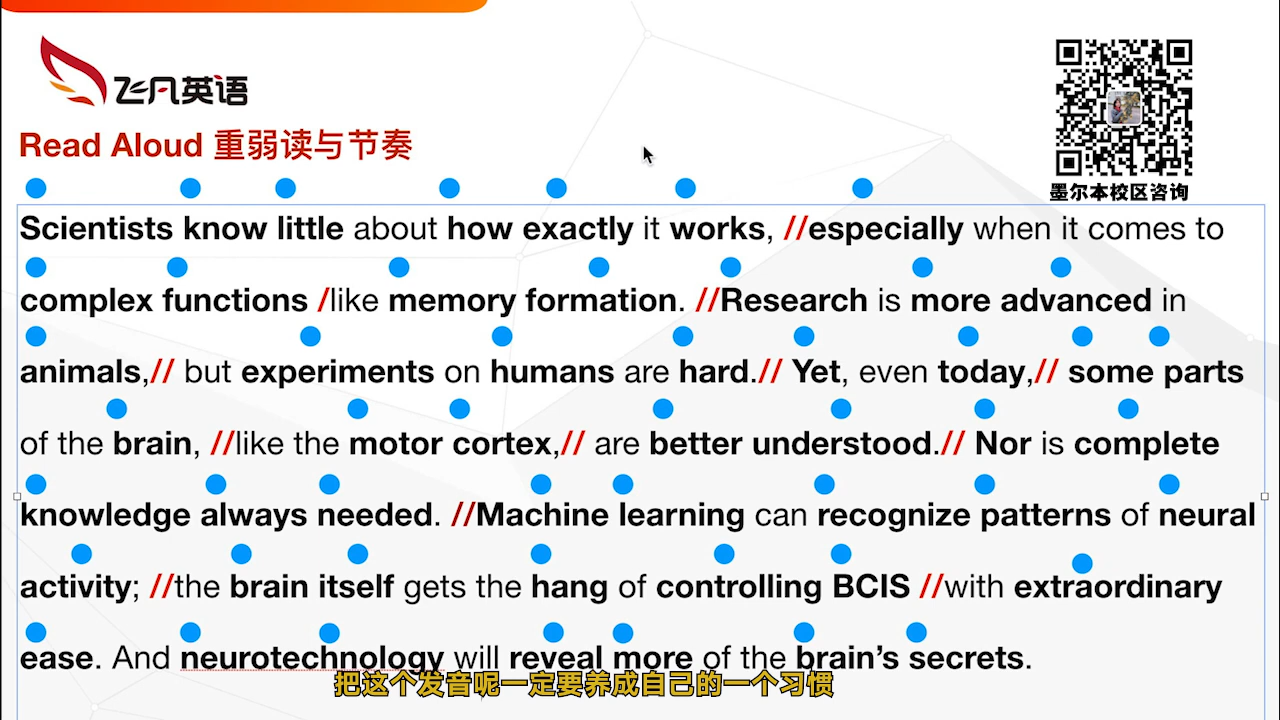 飞凡英语
Read Aloud 重弱读与节奏
墨尔本校区咨询
Scientists know little about how exactly it works, //especially when it comes to
complex functions /like memory formation. //Research is more advanced in
animals,// but experiments on humans are hard.// Yet, even today,// some parts
of the brain, //like the motor cortex,// are better understood.// Nor is complete
knowledge always needed. //Machine learning can recognize patterns of neural
activity; //the brain itself gets the hang of controlling BCIS //with extraordinary
ease. And neurotechnology will reveal more of the brain's secrets.
把这个发音呢一定要养成自己的一个习惯